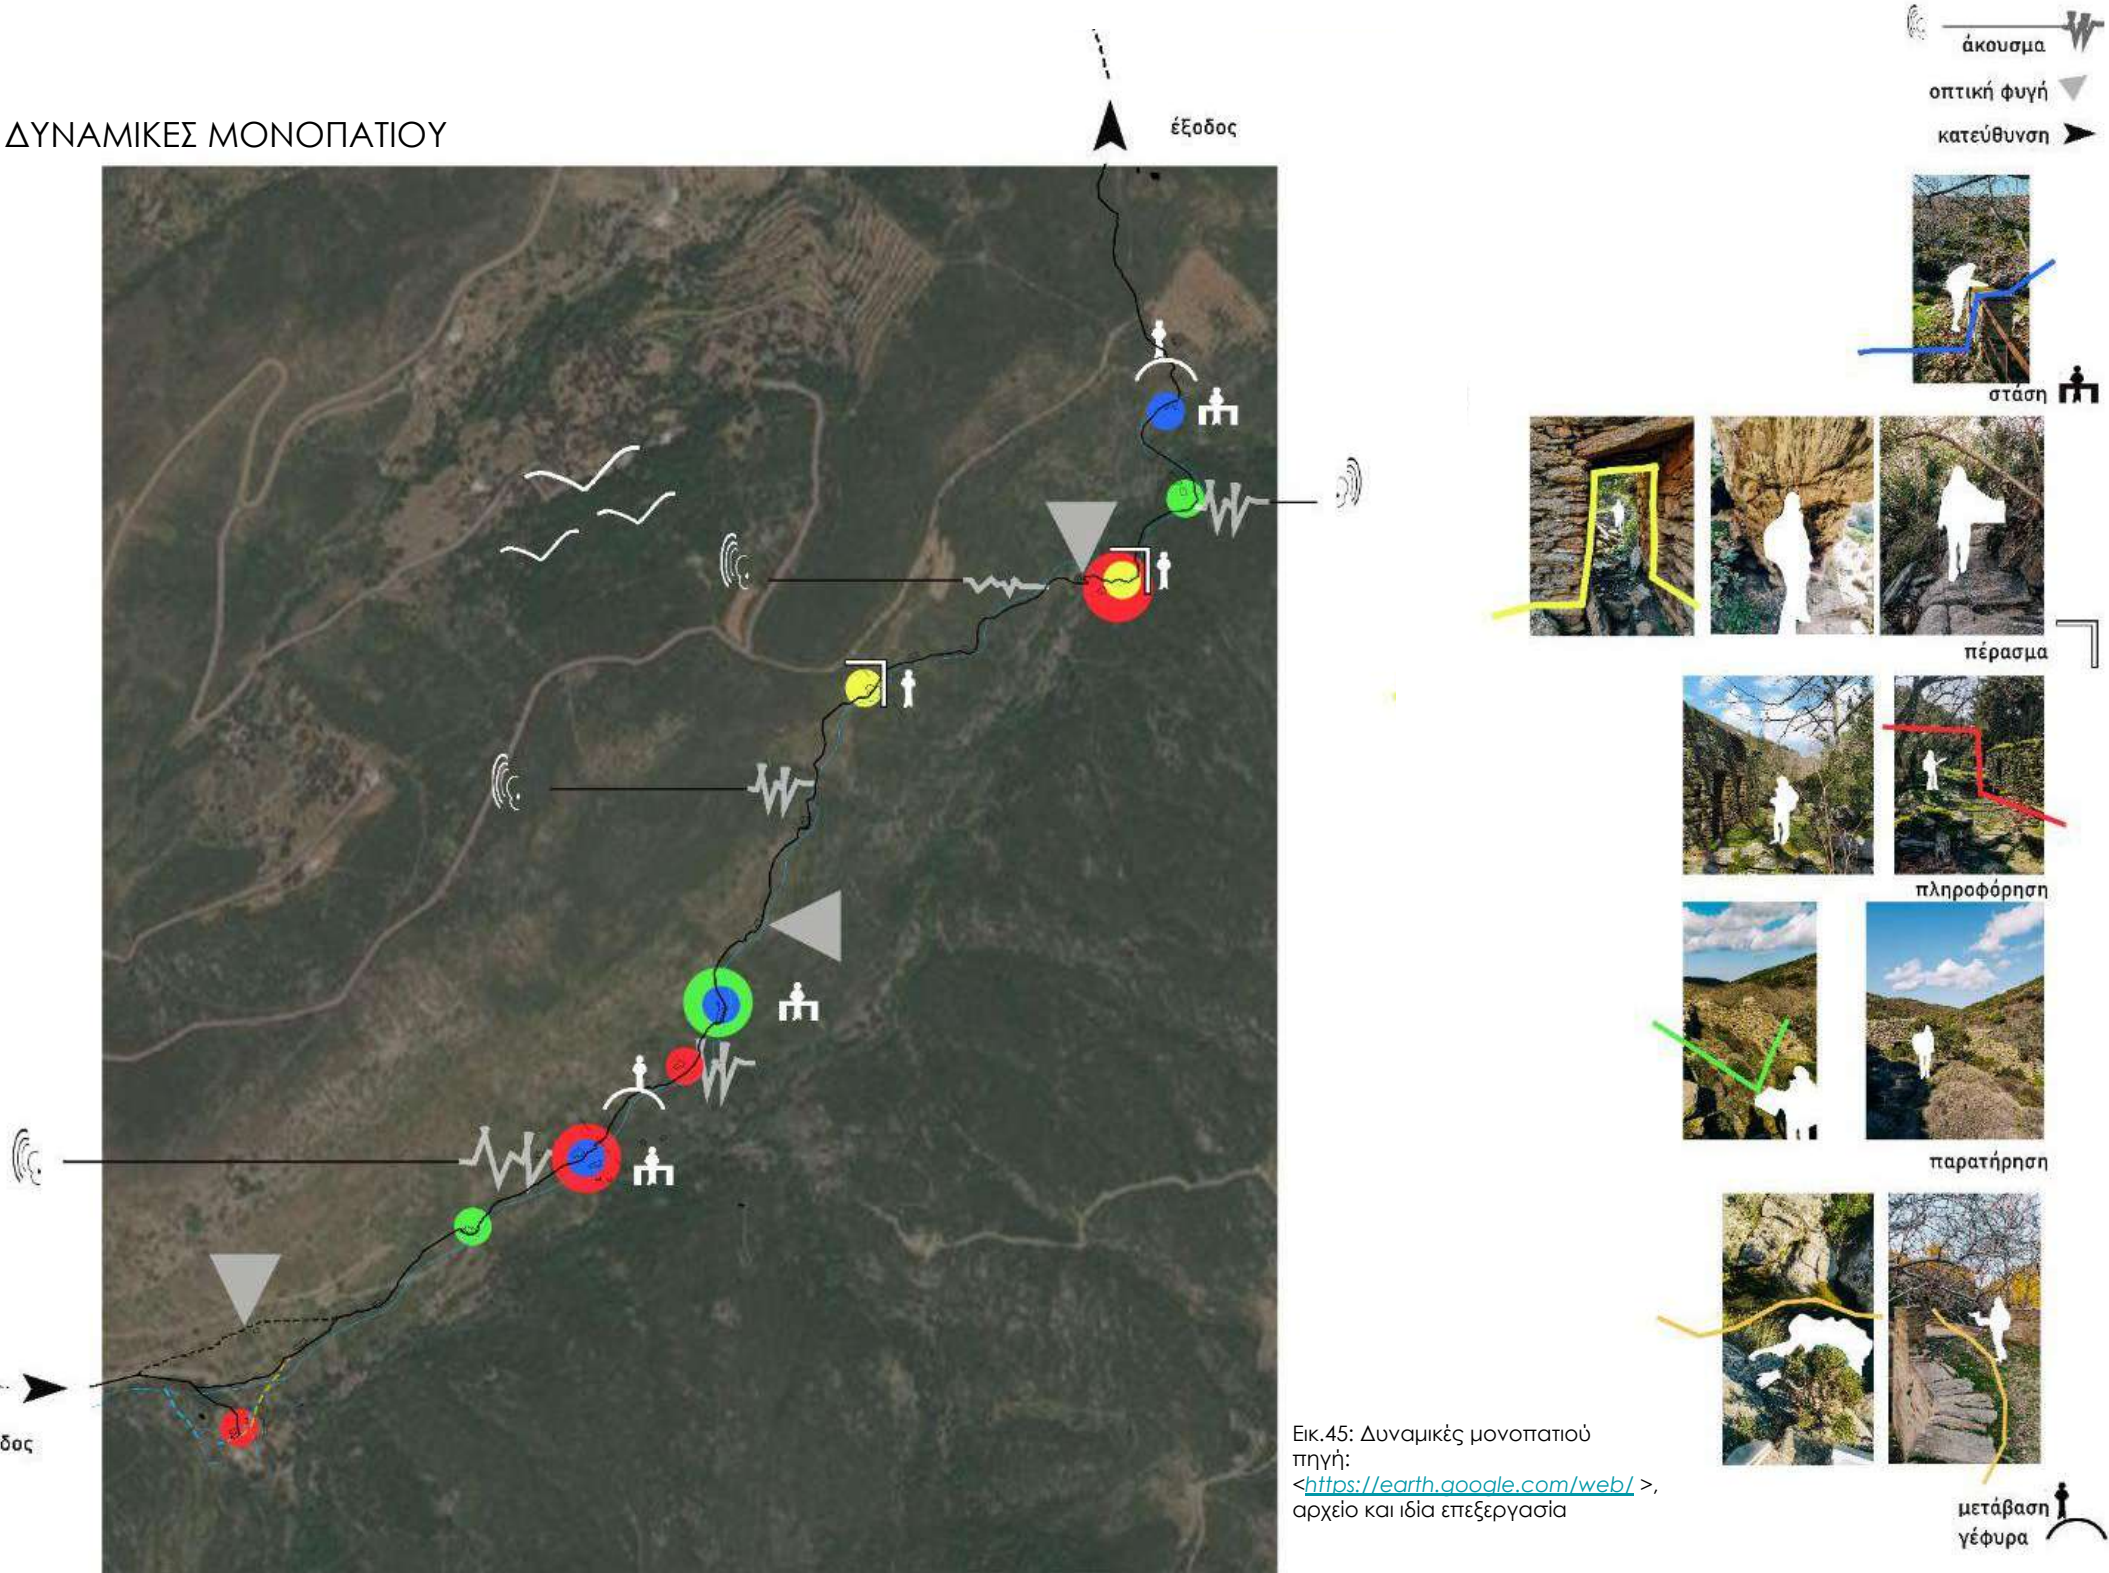 άκουσμα
οπτική φυγή
κατεύθυνση
έξοδος
ΔΥΝΑΜΙΚΕΣ ΜΟΝΟΠΑΤΙΟΥ
στάση
πέρασμα
πληροφόρηση
παρατήρηση
δος
Εικ.45: Δυναμικές μονοπατιού
πηγή:
<https://earth.google.com/web/ >,
αρχείο και ιδία επεξεργασία
μετάβαση
γέφυρα